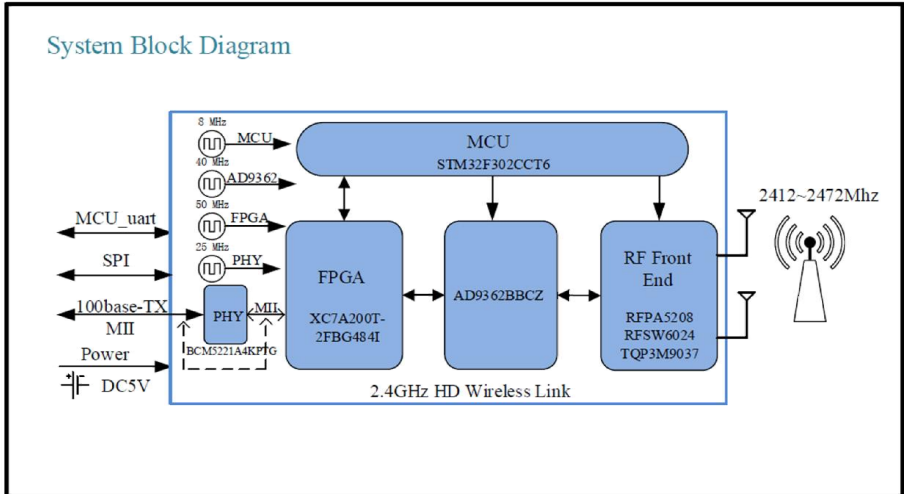 System Block Diagram
8 MHz
MCU
40 MHz
AD9362
50 MHz
FPGA
25 MHz
PHY
MCU
STM32F302CCT6
2412~2472Mhz
MCU_uart
SPI
100base-TX
MII
Power
DC5V
PHY
MII
BCM5221A4KPTG
FPGA
XC7A200T-
2FBG484I
AD9362BBCZ
RF Front
End
RFPA5208
RFSW6024
TQP3M9037
2.4GHz HD Wireless Link